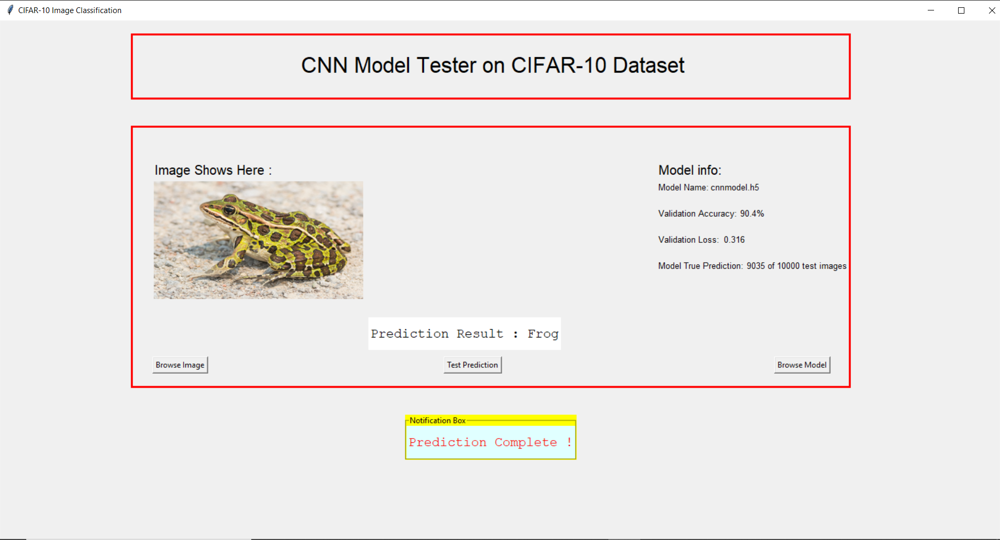 CIFAR-10 Image Classification
CNN Model Tester on CIFAR-10 Dataset
Image Shows Here :
Model info:
Model Name: cnnmodel.h5
Validation Accuracy: 90.4%
Validation Loss: 0.316
Model True Prediction: 9035 of 10000 test images
Prediction Result : Frog
Browse Image
Test Prediction
Browse Model
Notification Box
Prediction Complete !